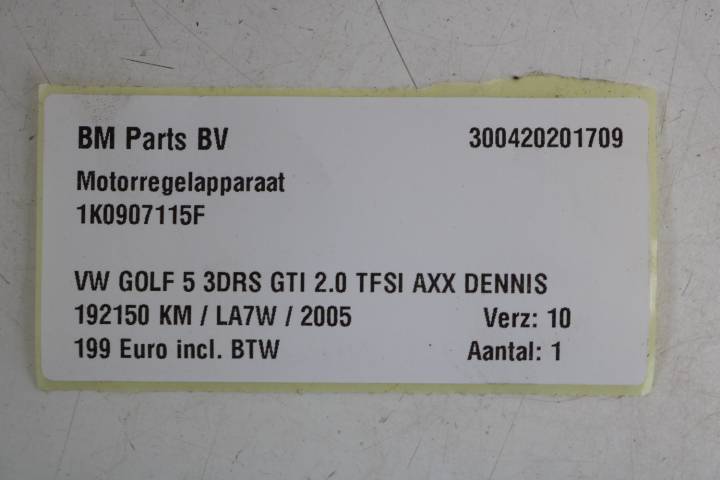 BM Parts BV 300420201709
Motorregelapparaat
1K0907115F
VW GOLF 5 3DRS GTI 2.0 TFSI AXX DENNIS
192150 KM / LA7W / 2005 Verz: 10
199 Euro incl. BTW Aantal: 1